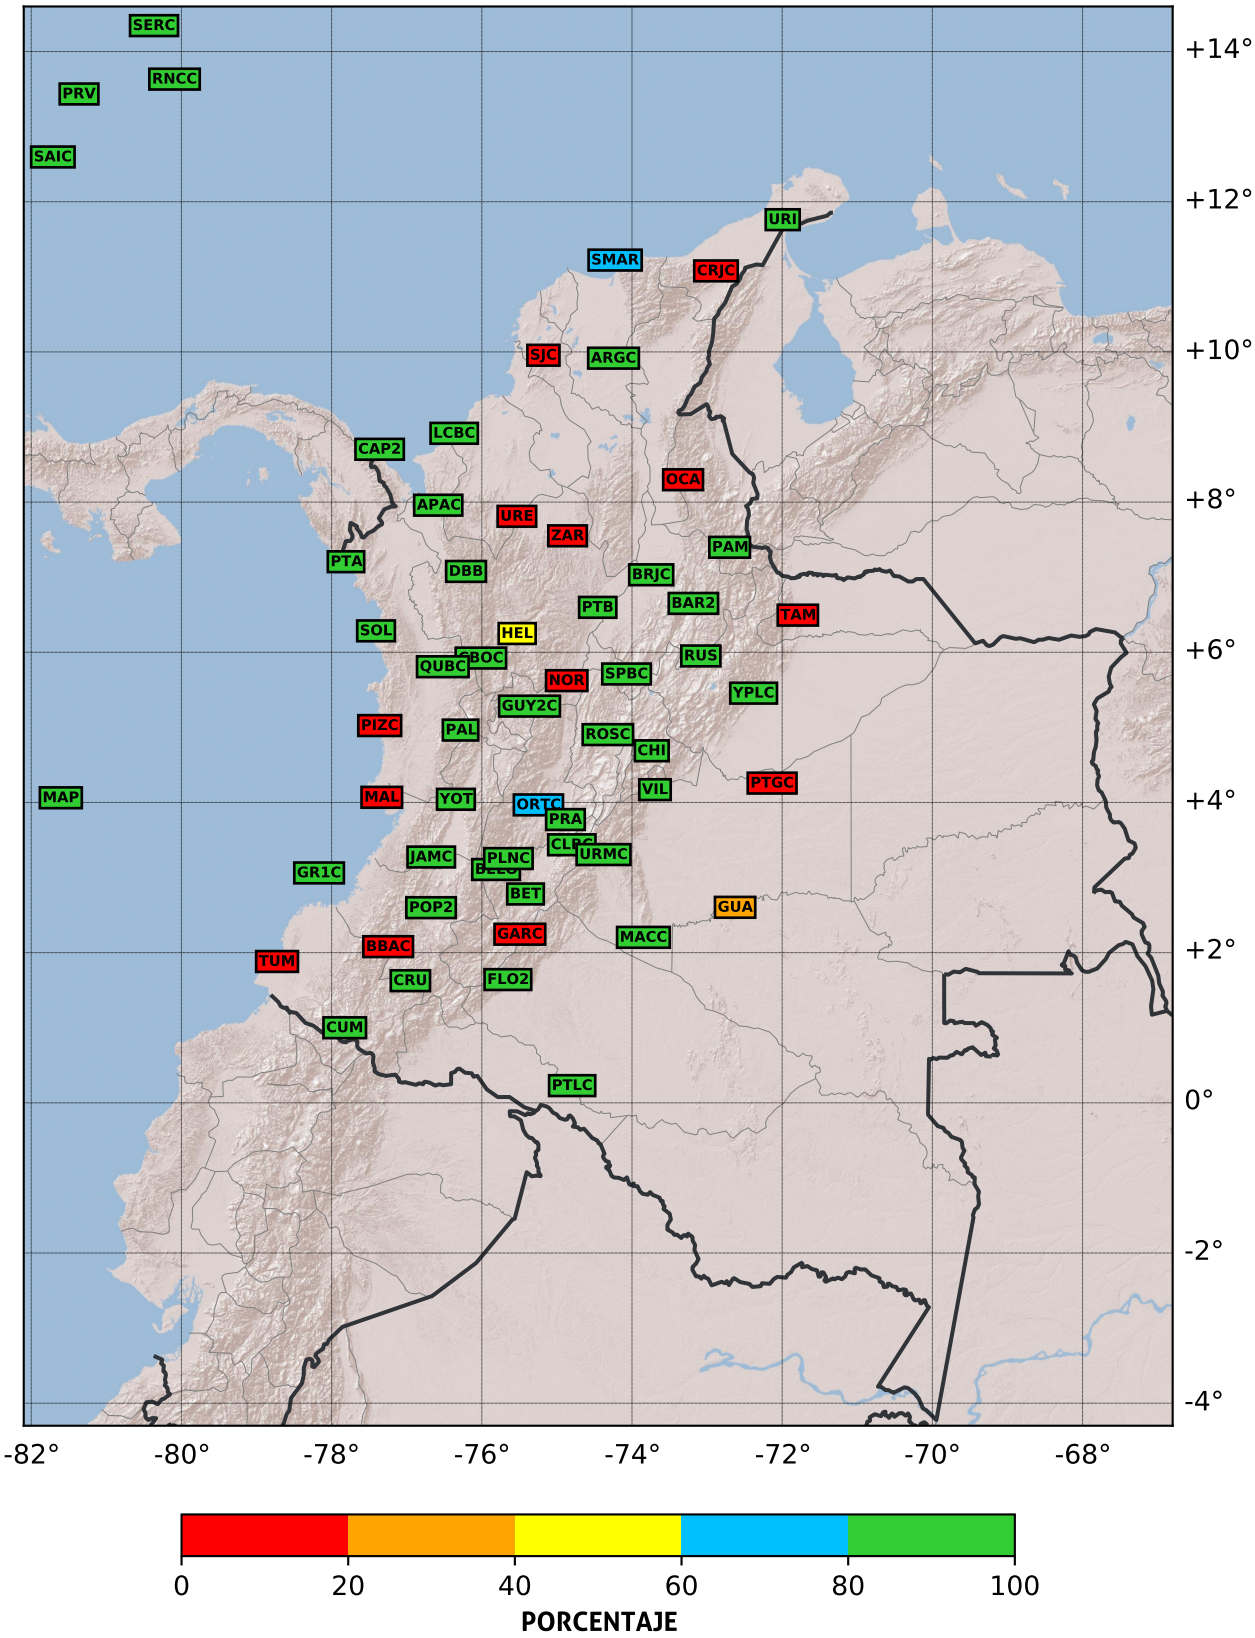 SERC
+14°
RNCC
PRV
SAIC
+12°
URI
SMAR
CRJC
SJC
ARGC
+10°
LCBC
CAP2
OCA
APAC
+8°
URE
ZAR
PAM
PTA
DBB
BRJC
PTB
BAR2
TAM
SOL
HEL
CBOC
QUBC
RUS
+6°
SPBC
NOR
YPLC
GUY2C
PIZC
PAL
ROSC
CHI
PTGC
VIL
MAP
MAL
YOT
ORTC
+4°
PRA
JAMC
PLNC
URMC
GR1C
BET
POP2
GUA
GARC
MACC
BBAC
TUM
+2°
CRU
FLO2
CUM
PTLC
0°
-2°
-4°
-82° -80° -78° -76° -74° -72° -70° -68°
0 20 40 60 80 100
PORCENTAJE